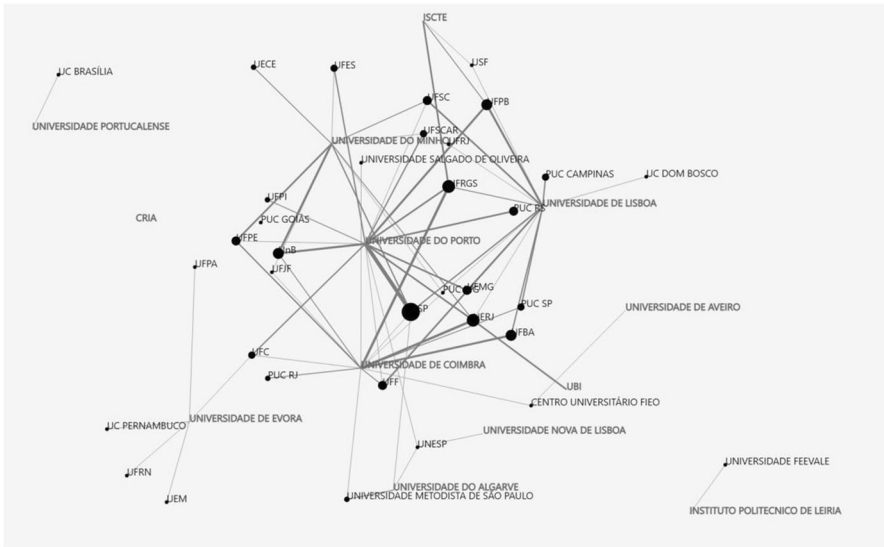 ISCTE
USF
UECE
UFES
UC BRASÍLIA
UFSC
UFPB
UNIVERSIDADE PORTUCALENSE
UFSCAR
UNIVERSIDADE DO MINHO
UFRJ
UNIVERSIDADE SALGADO DE OLIVEIRA
PUC CAMPINAS
UC DOM BOSCO
UFRGS
UFPI
UNIVERSIDADE DE LISBOA
PUC RS
CRIA
PUC GOIÁS
UFPE
UNIVERSIDADE DO PORTO
UnB
UFPA
UFJF
PUC MG
UFMG
PUC SP
UNIVERSIDADE DE AVEIRO
USP
UERJ
UFBA
UFC
UNIVERSIDADE DE COIMBRA
PUC RJ
UFF
UBI
CENTRO UNIVERSITÁRIO FIEO
UNIVERSIDADE DE EVORA
UC PERNAMBUCO
UNIVERSIDADE NOVA DE LISBOA
UNESP
UNIVERSIDADE FEEVALE
UFRN
UNIVERSIDADE DO ALGARVE
UEM
UNIVERSIDADE METODISTA DE SÃO PAULO
INSTITUTO POLITECNICO DE LEIRIA